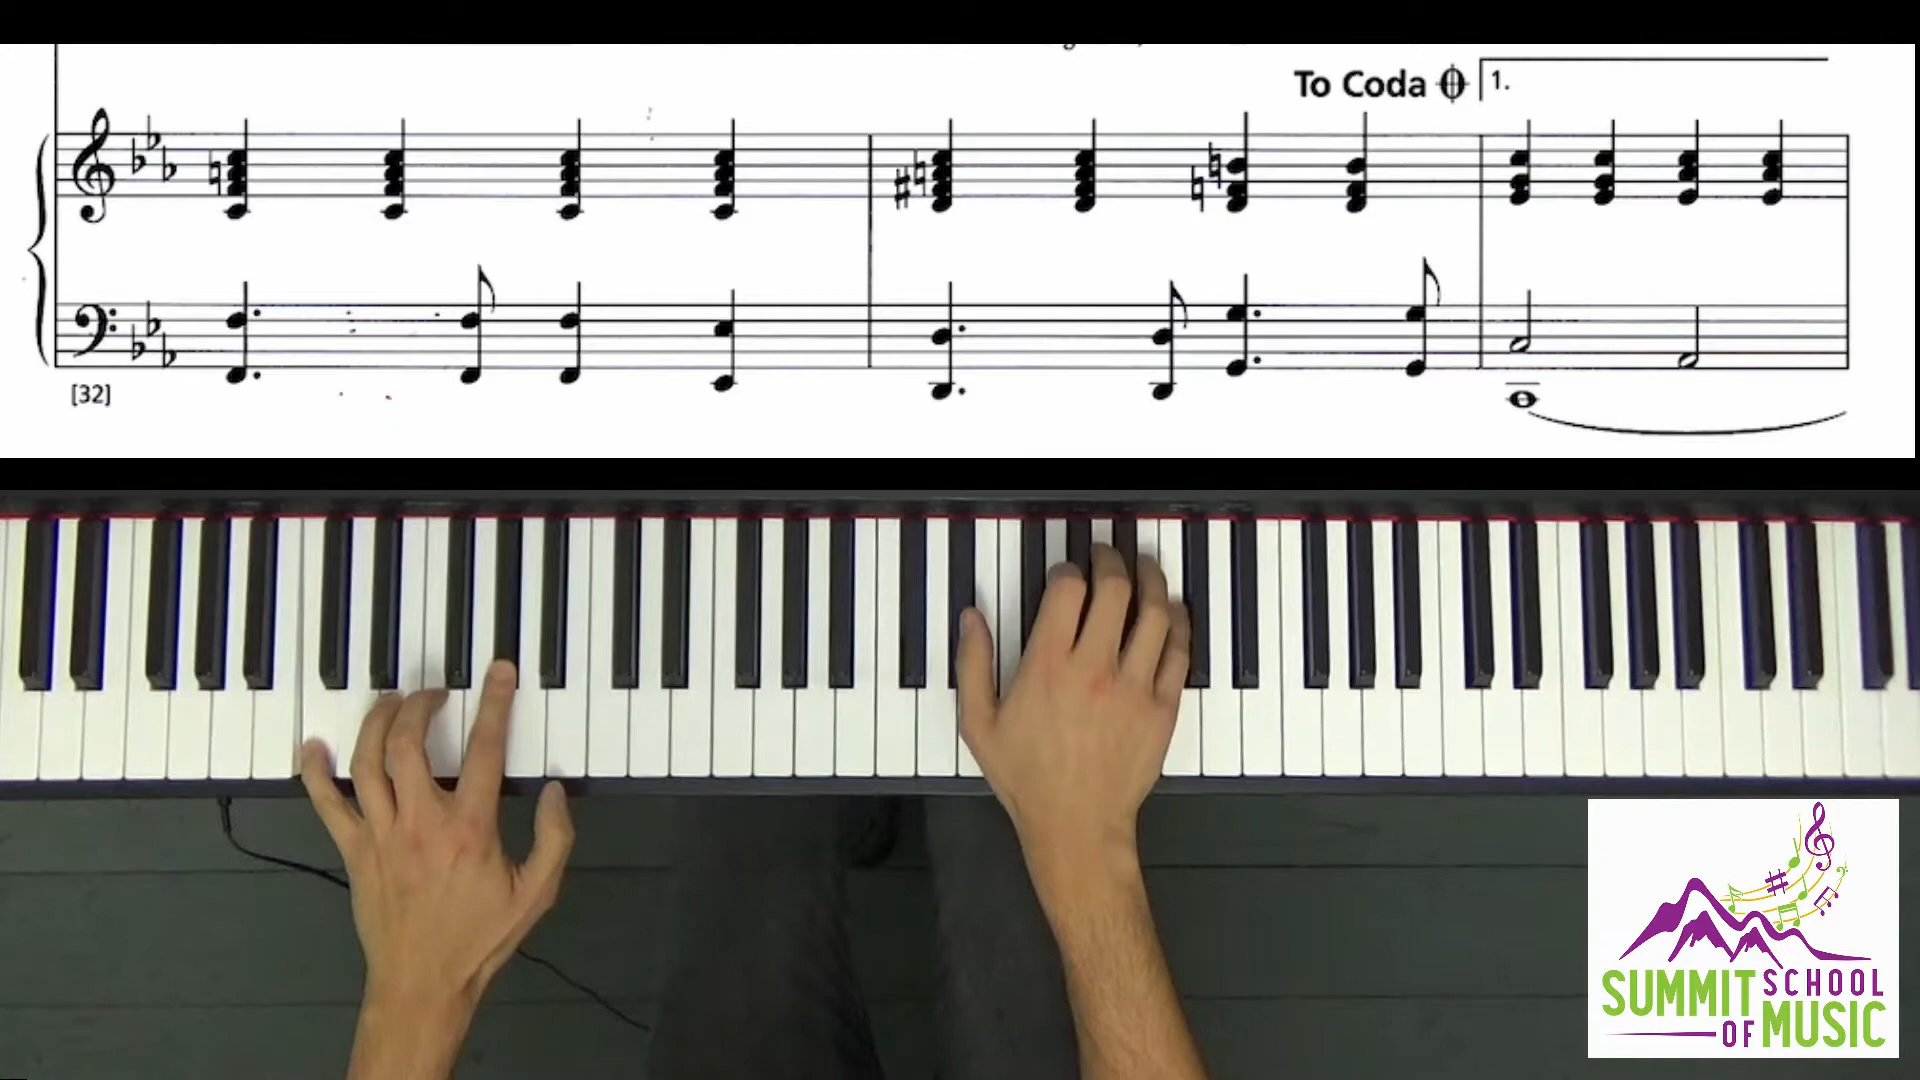 To Coda
1.
[32]
SUMMIT SCHOOL
OF MUSIC